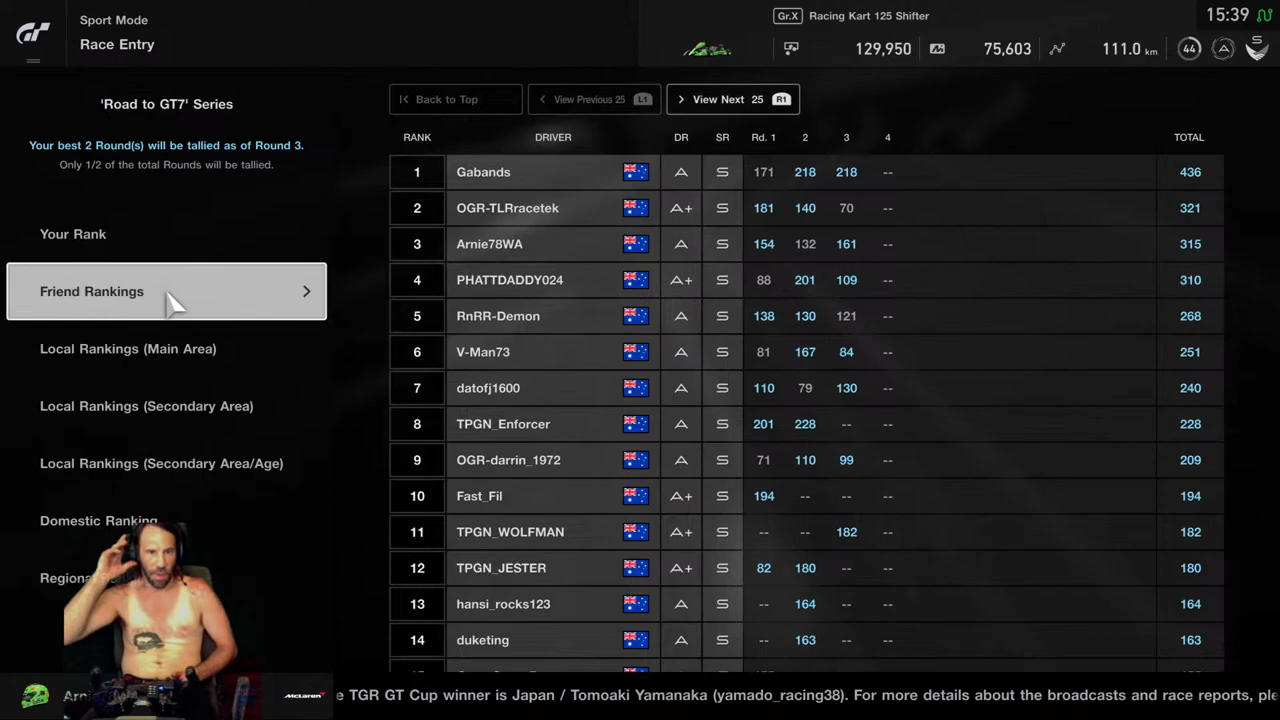 Sport Mode
Race Entry
Gr.X Racing Kart 125 Shifter
15:39
129,950 75,603 111.0 km 44 A S
'Road to GT7' Series
Your best 2 Round(s) will be tallied as of Round 3.
Only 1/2 of the total Rounds will be tallied.
Your Rank
Friend Rankings
Local Rankings (Main Area)
Local Rankings (Secondary Area)
Local Rankings (Secondary Area/Age)
Domestic Ranking
Back to Top View Previous 25 L1 View Next 25 R1
RANK DRIVER DR SR Rd. 1 2 3 4 TOTAL
1 Gabands A S 171 218 218 -- 436
2 OGR-TLRracetek A+ S 181 140 70 -- 321
3 Arnie78WA A S 154 132 161 -- 315
4 PHATTDADDY024 A+ S 88 201 109 -- 310
5 RnRR-Demon A S 138 130 121 -- 268
6 V-Man73 A S 81 167 84 -- 251
7 datofj1600 A S 110 79 130 -- 240
8 TPGN_Enforcer A S 201 228 -- -- 228
9 OGR-darrin_1972 A S 71 110 99 -- 209
10 Fast_Fil A+ S 194 -- -- -- 194
11 TPGN_WOLFMAN A+ S -- -- 182 -- 182
12 TPGN_JESTER A+ S 82 180 -- -- 180
13 hansi_rocks123 A S -- 164 -- -- 164
14 duketing A S -- 163 -- -- 163
McLaren
e TGR GT Cup winner is Japan / Tomoaki Yamanaka (yamado_racing38). For more details about the broadcasts and race reports, ple